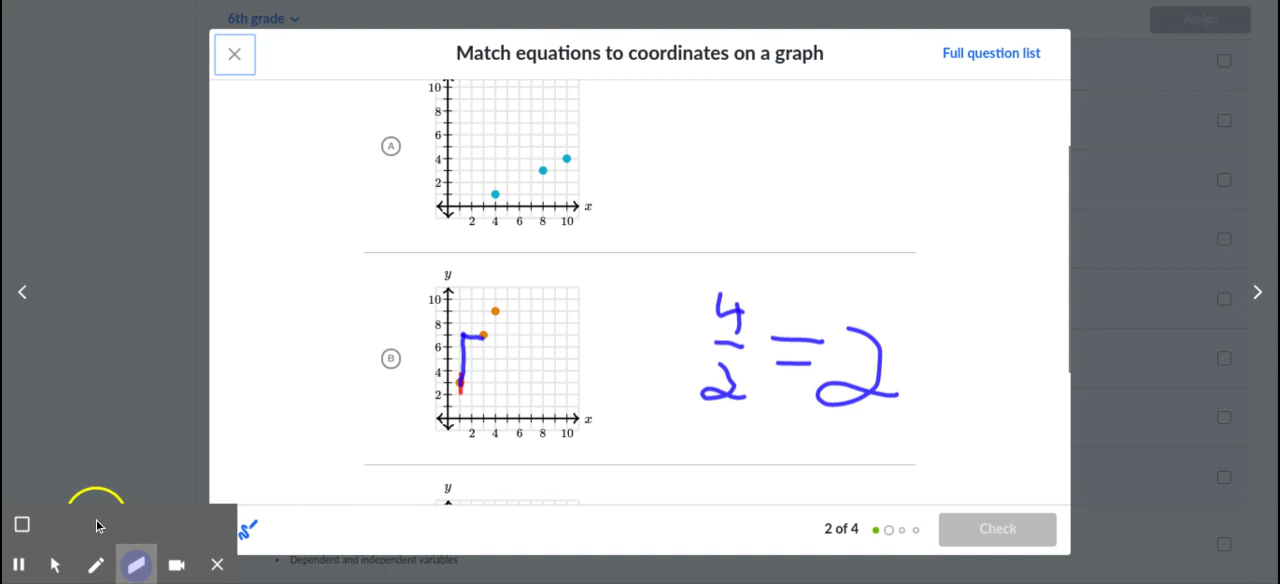 6th grade
Assign
Match equations to coordinates on a graph
Full question list
A
10
8
6
4
2
2 4 6 8 10
x
B
y
10
8
6
4
2
2 4 6 8 10
x
4
2
= 2
y
2 of 4
Check
Dependent and independent variables